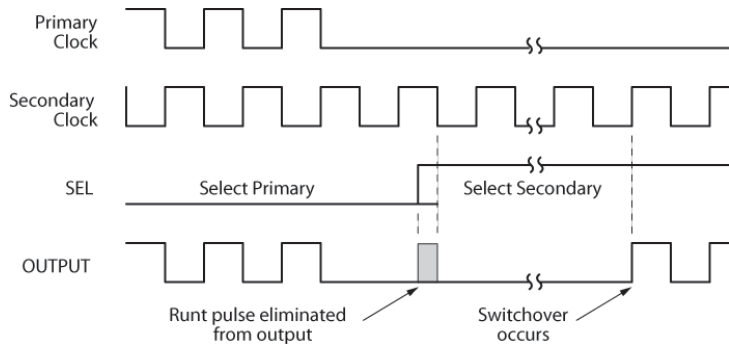 Primary
Clock
Secondary
Clock
SEL
Select Primary
Select Secondary
OUTPUT
Runt pulse eliminated
from output
Switchover
occurs